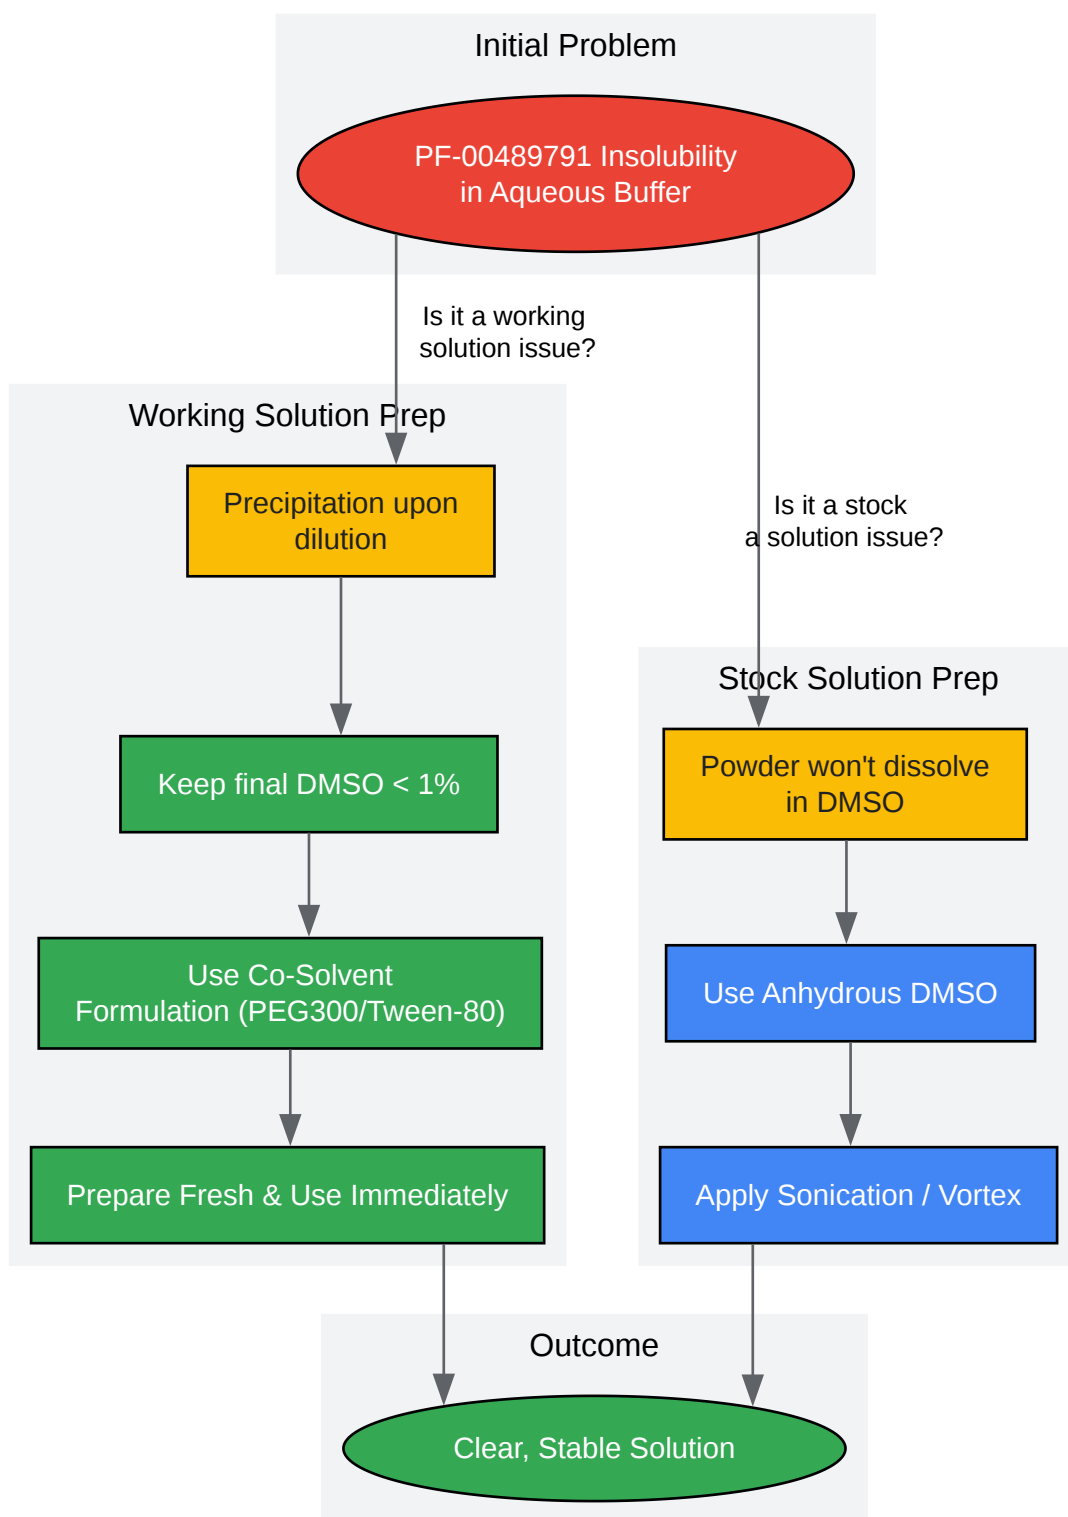 Initial Problem
PF-00489791 Insolubility
in Aqueous Buffer
Is it a working
solution issue?
Working Solution Prep
Precipitation upon
dilution
Keep final DMSO < 1%
Use Co-Solvent
Formulation (PEG300/Tween-80)
Prepare Fresh & Use Immediately
Is it a stock
a solution issue?
Stock Solution Prep
Powder won't dissolve
in DMSO
Use Anhydrous DMSO
Apply Sonication / Vortex
Outcome
Clear, Stable Solution